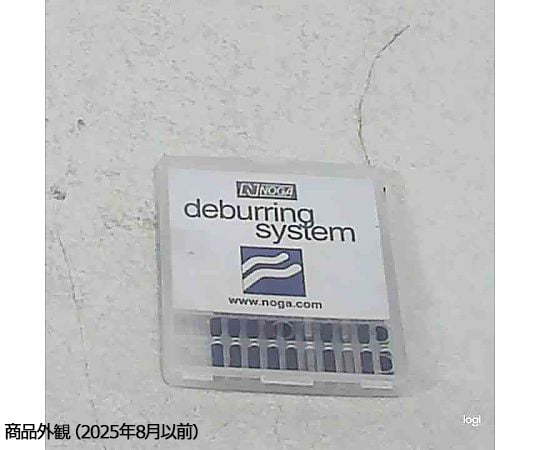 NOGA
deburring
system
www.noga.com
logi
商品外観（2025年8月以前）